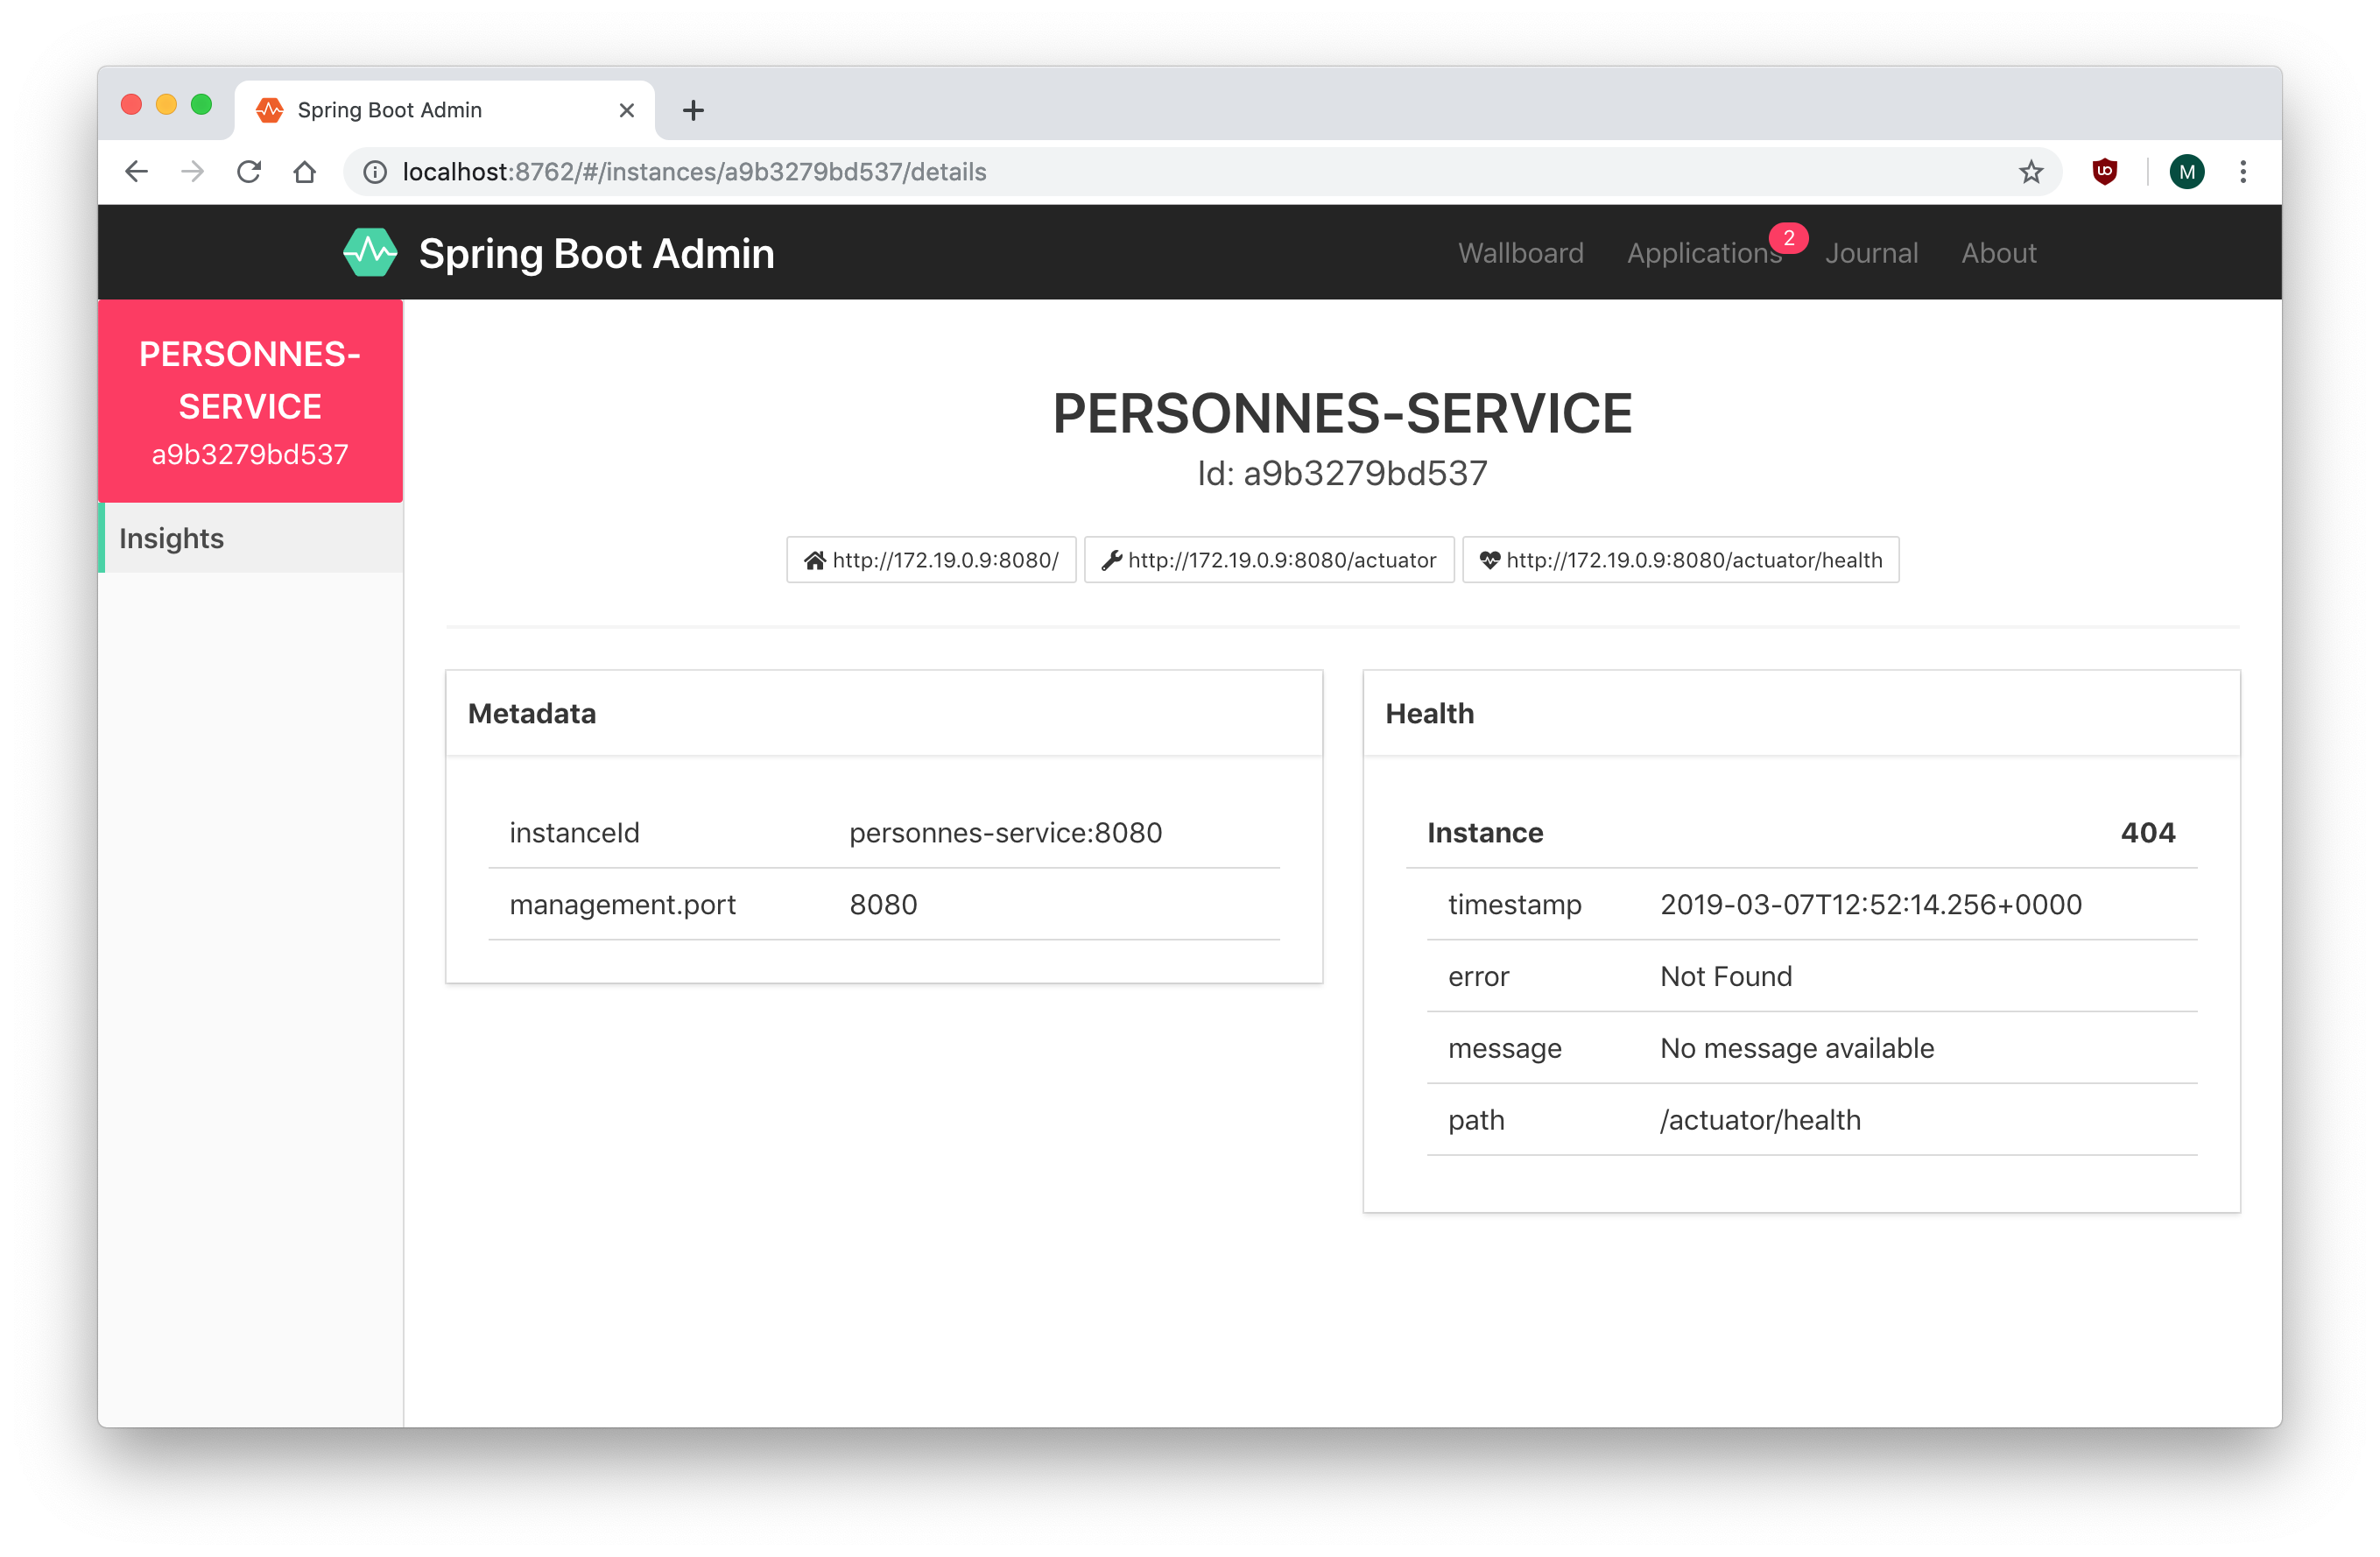 Spring Boot Admin
localhost:8762/#/instances/a9b3279bd537/details
M
Spring Boot Admin
Wallboard Applications 2 Journal About
PERSONNES-
SERVICE
a9b3279bd537
Insights
PERSONNES-SERVICE
Id: a9b3279bd537
http://172.19.0.9:8080/ http://172.19.0.9:8080/actuator http://172.19.0.9:8080/actuator/health
Metadata
instanceId personnes-service:8080
management.port 8080
Health
Instance 404
timestamp 2019-03-07T12:52:14.256+0000
error Not Found
message No message available
path /actuator/health